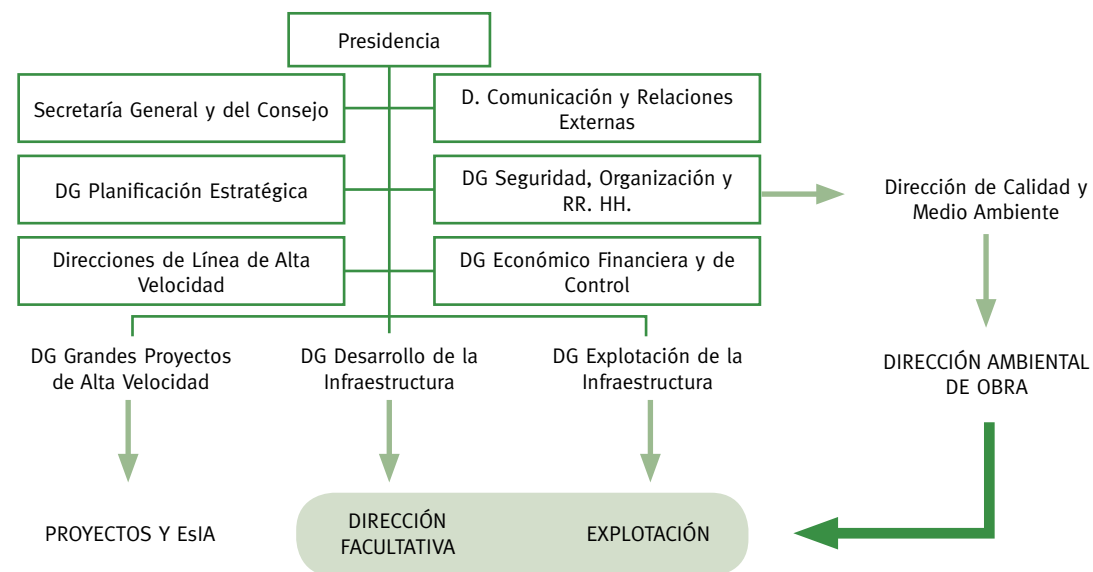 Presidencia
Secretaría General y del Consejo
D. Comunicación y Relaciones
Externas
DG Planificación Estratégica
DG Seguridad, Organización y
RR. HH.
Dirección de Calidad y
Medio Ambiente
Direcciones de Línea de Alta
Velocidad
DG Económico Financiera y de
Control
DG Grandes Proyectos
de Alta Velocidad
DG Desarrollo de la
Infraestructura
DG Explotación de la
Infraestructura
DIRECCIÓN AMBIENTAL
DE OBRA
PROYECTOS Y EsIA
DIRECCIÓN
FACULTATIVA
EXPLOTACIÓN